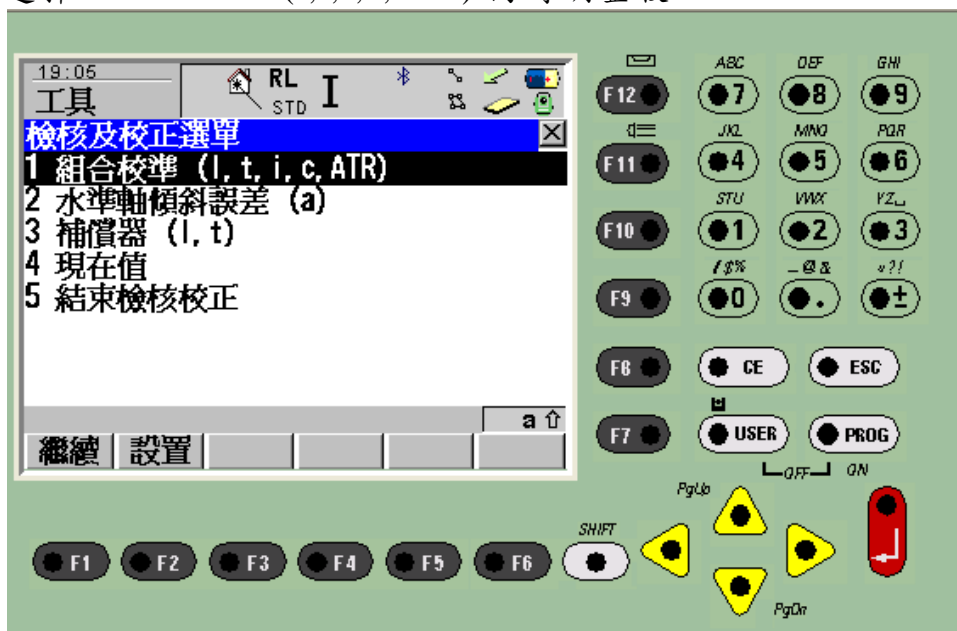 19:05
工具
RL
STD
I
檢核及校正選單
1 組合校準 (l, t, i, c, ATR)
2 水準軸傾斜誤差 (a)
3 補償器 (l, t)
4 現在值
5 結束檢核校正
a
繼續 設置
F12
ABC DEF GHI
7 8 9
F11
JKL MNO PQR
4 5 6
F10
STU VWX YZ
1 2 3
F9
/$% _@& *?!
0 . ±
F8 CE ESC
F7 USER PROG
OFF ON
PgUp
F1 F2 F3 F4 F5 F6
SHIFT
PgDn